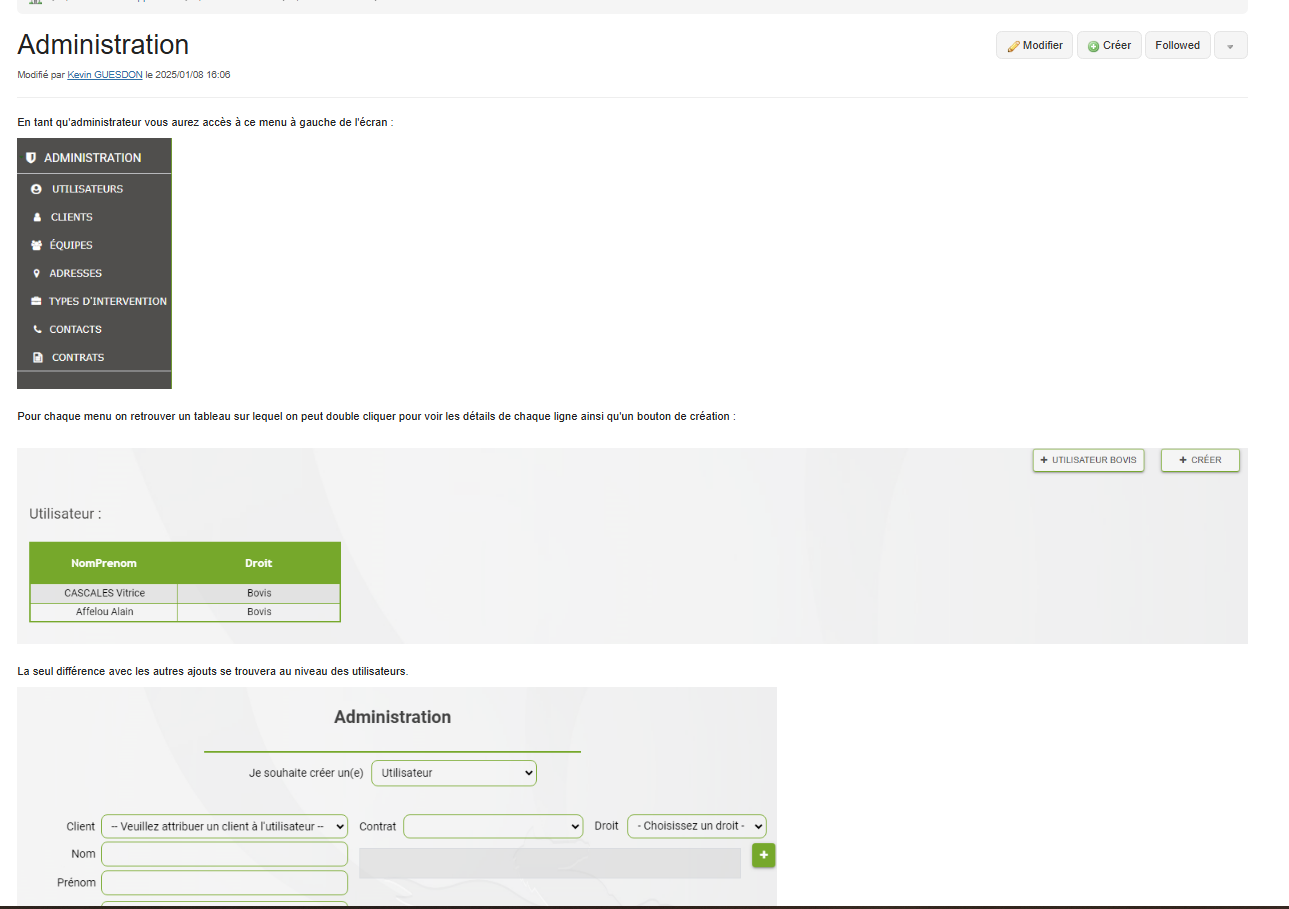 Administration
Modifier
Créer
Followed
Modifié par Kevin GUESDON le 2025/01/08 16:06
En tant qu'administrateur vous aurez accès à ce menu à gauche de l'écran :
ADMINISTRATION
UTILISATEURS
CLIENTS
ÉQUIPES
ADRESSES
TYPES D'INTERVENTION
CONTACTS
CONTRATS
Pour chaque menu on retrouver un tableau sur lequel on peut double cliquer pour voir les détails de chaque ligne ainsi qu'un bouton de création :
+ UTILISATEUR BOVIS + CRÉER
Utilisateur :
NomPrenom Droit
CASCALES Vitrice Bovis
Affelou Alain Bovis
La seul différence avec les autres ajouts se trouvera au niveau des utilisateurs.
Administration
Je souhaite créer un(e) Utilisateur
Client -- Veuillez attribuer un client à l'utilisateur -- Contrat Droit - Choisissez un droit -
Nom +
Prénom